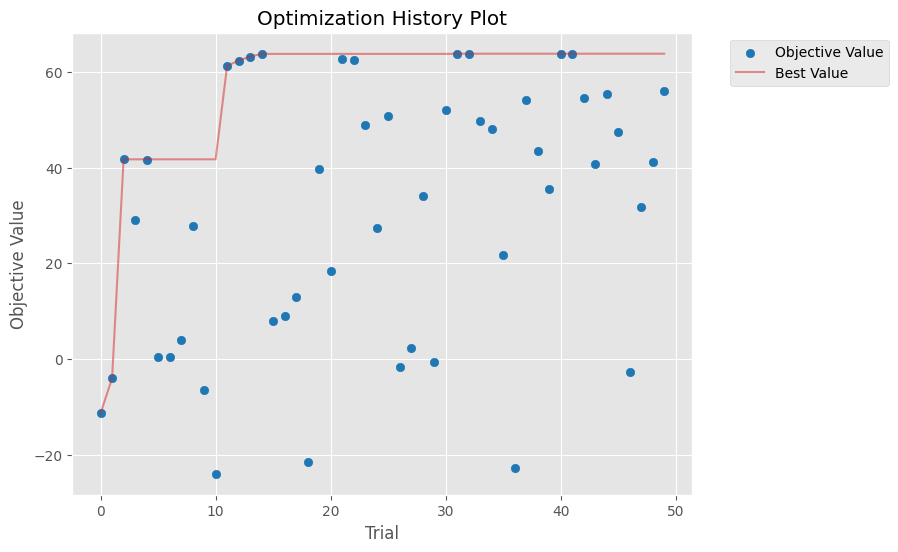 Optimization History Plot
Objective Value
Best Value
Objective Value
60
40
20
0
−20
0 10 20 30 40 50
Trial